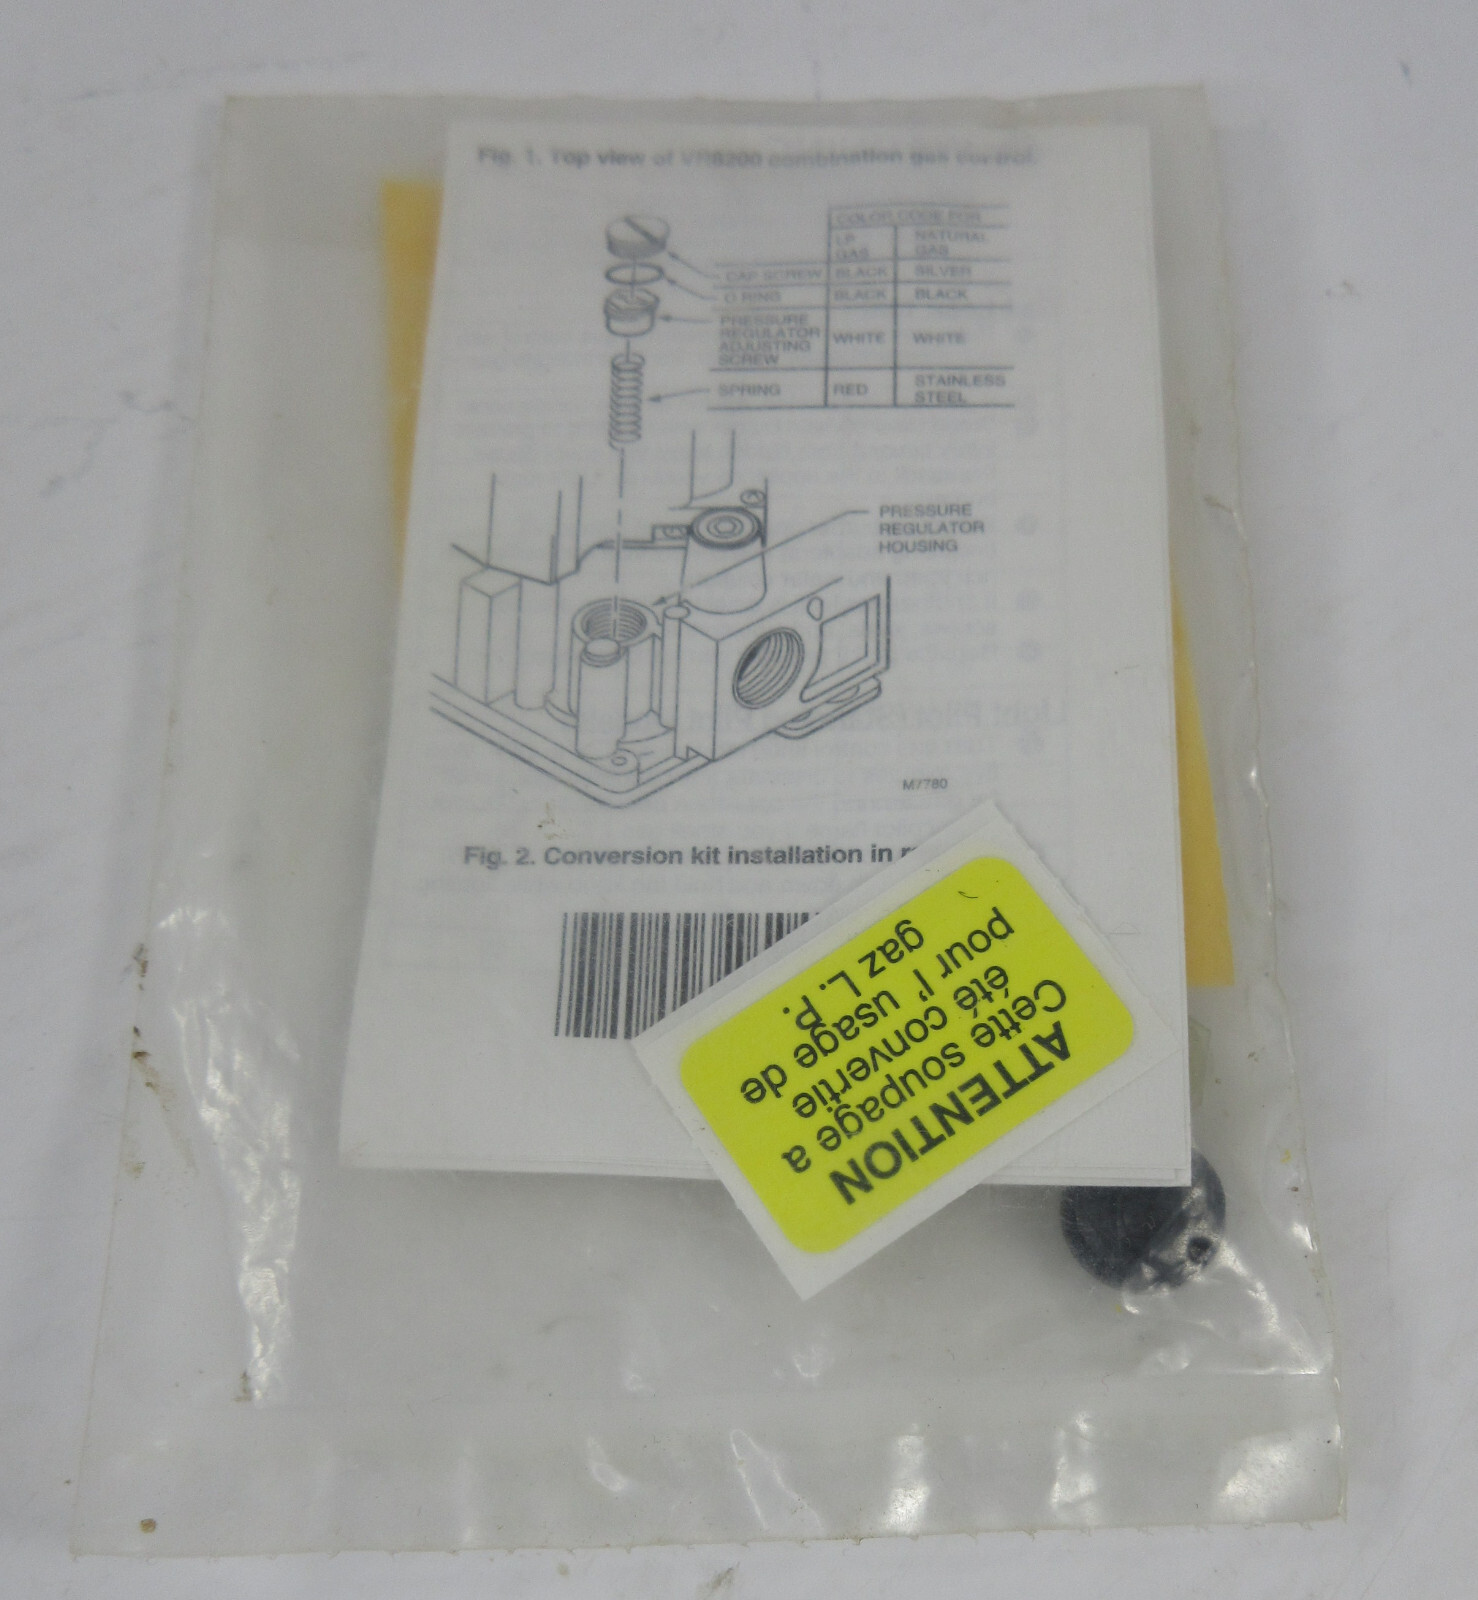 Fig. 1. Top view of VR8200 combination gas control.
COLOR CODE FOR
LP GAS NATURAL GAS
CAP SCREW BLACK SILVER
O RING BLACK BLACK
PRESSURE
REGULATOR
ADJUSTING
SCREW WHITE WHITE
SPRING RED STAINLESS
STEEL
PRESSURE
REGULATOR
HOUSING
M7780
Fig. 2. Conversion kit installation in
ATTENTION
Cette soupage a
été convertie
pour l' usage de
gaz L. P.